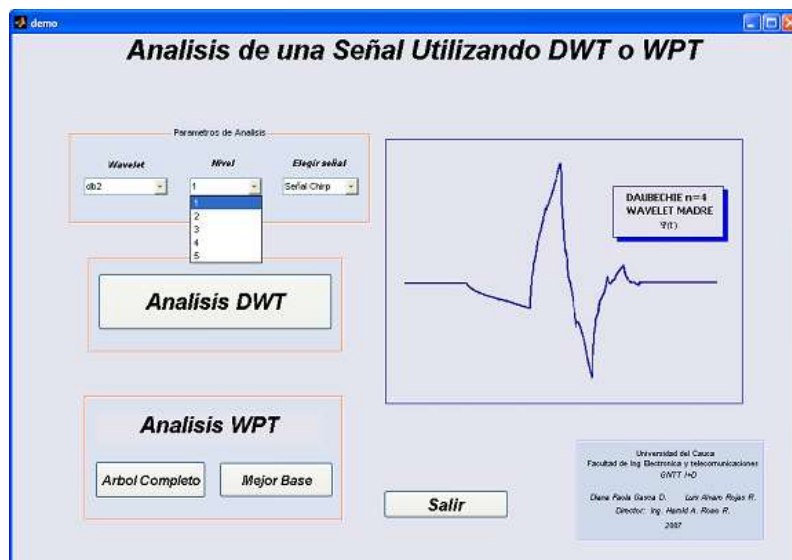 demo
Analisis de una Señal Utilizando DWT o WPT
Parametros de Analisis
Wavelet
Nivel
Elegir señal
db2
1
Señal Chirp
1
2
3
4
5
DAUBECHIE n=4
WAVELET MADRE
Ψ(t)
Analisis DWT
Analisis WPT
Arbol Completo
Mejor Base
Salir
Universidad del Cauca
Facultad de Ing Electronica y telecomunicaciones
GNTT I+D
Diana Paola D. Luis Alvaro Rojas R.
Director: Ing. Harold A. R.
2007